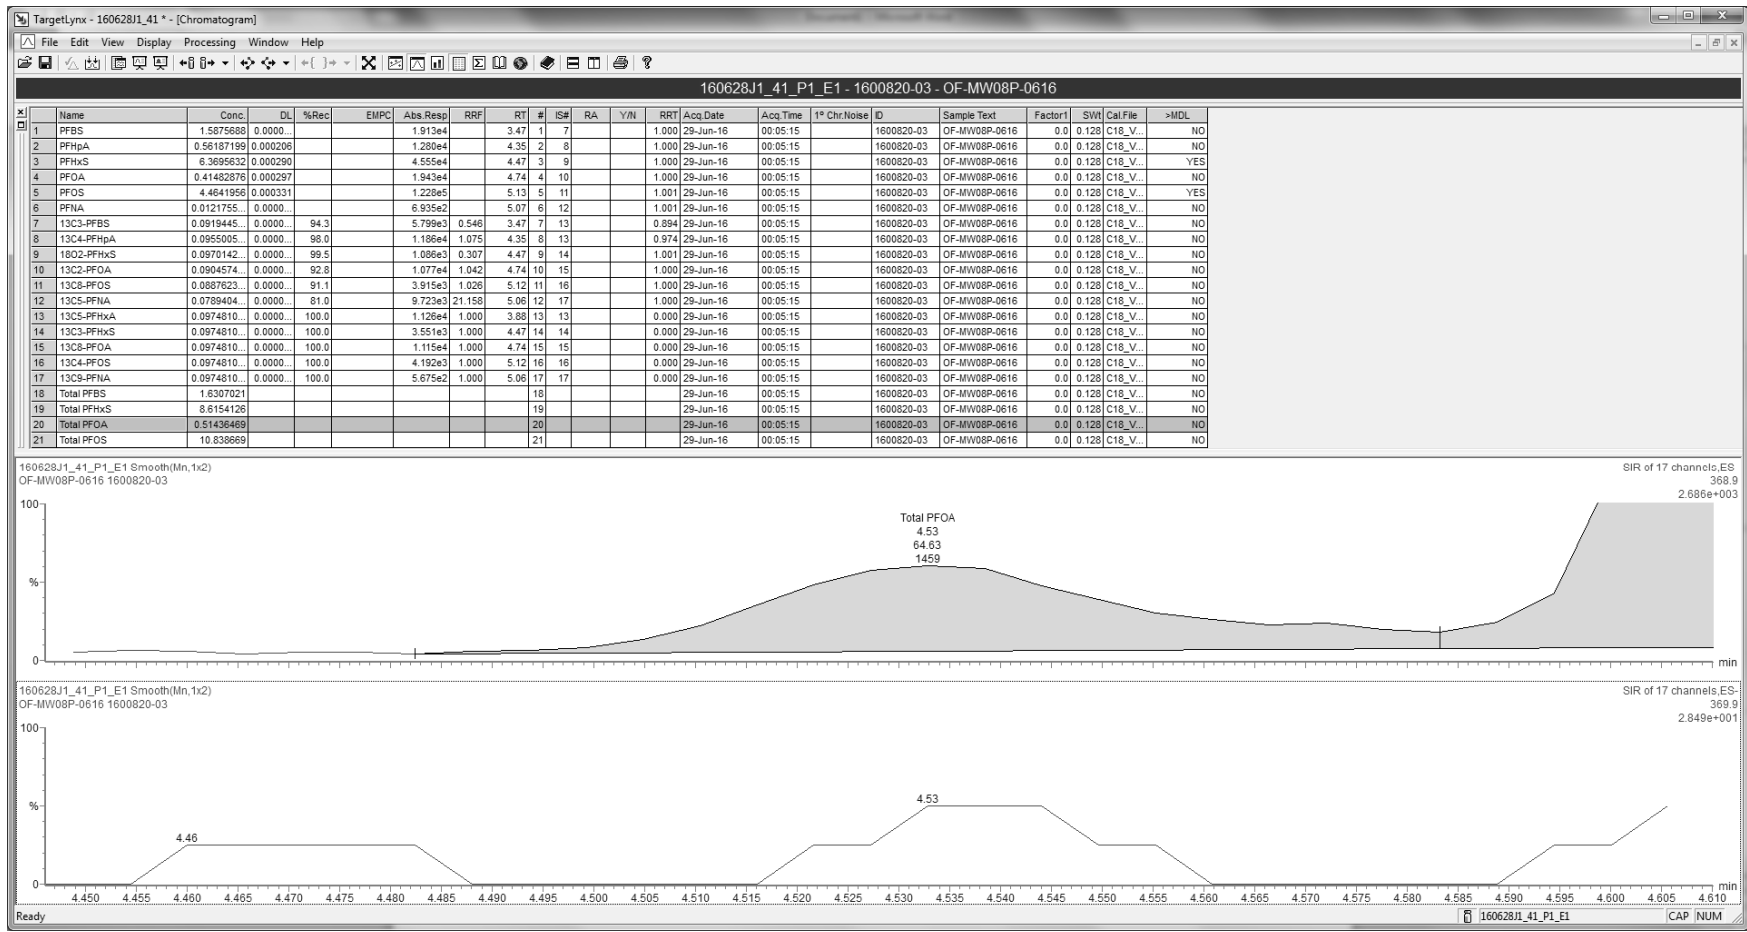 TargetLynx - 160628J1_41 * - [Chromatogram]
File Edit View Display Processing Window Help
160628J1_41_P1_E1 - 1600820-03 - OF-MW08P-0616
Name Conc. DL %Rec EMPC Abs.Resp RRF RT # IS# RA Y/N RRT Acq.Date Acq.Time 1º Chr.Noise ID Sample Text Factor1 SWt Cal.File >MDL
1 PFBS 1.5875688 0.0000... 1.913e4 3.47 1 7 1.000 29-Jun-16 00:05:15 1600820-03 OF-MW08P-0616 0.0 0.128 C18_V... NO
2 PFHpA 0.56187199 0.000206 1.280e4 4.35 2 8 1.000 29-Jun-16 00:05:15 1600820-03 OF-MW08P-0616 0.0 0.128 C18_V... NO
3 PFHxS 6.3695632 0.000290 4.555e4 4.47 3 9 1.000 29-Jun-16 00:05:15 1600820-03 OF-MW08P-0616 0.0 0.128 C18_V... YES
4 PFOA 0.41482876 0.000297 1.943e4 4.74 4 10 1.000 29-Jun-16 00:05:15 1600820-03 OF-MW08P-0616 0.0 0.128 C18_V... NO
5 PFOS 4.4641956 0.000331 1.228e5 5.13 5 11 1.001 29-Jun-16 00:05:15 1600820-03 OF-MW08P-0616 0.0 0.128 C18_V... YES
6 PFNA 0.0121755... 0.0000... 6.935e2 5.07 6 12 1.001 29-Jun-16 00:05:15 1600820-03 OF-MW08P-0616 0.0 0.128 C18_V... NO
7 13C3-PFBS 0.0919445... 0.0000... 94.3 5.799e3 0.546 3.47 7 13 0.894 29-Jun-16 00:05:15 1600820-03 OF-MW08P-0616 0.0 0.128 C18_V... NO
8 13C4-PFHpA 0.0955005... 0.0000... 98.0 1.186e4 1.075 4.35 8 13 0.974 29-Jun-16 00:05:15 1600820-03 OF-MW08P-0616 0.0 0.128 C18_V... NO
9 18O2-PFHxS 0.0970142... 0.0000... 99.5 1.086e3 0.307 4.47 9 14 1.001 29-Jun-16 00:05:15 1600820-03 OF-MW08P-0616 0.0 0.128 C18_V... NO
10 13C2-PFOA 0.0904574... 0.0000... 92.8 1.077e4 1.042 4.74 10 15 1.000 29-Jun-16 00:05:15 1600820-03 OF-MW08P-0616 0.0 0.128 C18_V... NO
11 13C8-PFOS 0.0887623... 0.0000... 91.1 3.915e3 1.026 5.12 11 16 1.000 29-Jun-16 00:05:15 1600820-03 OF-MW08P-0616 0.0 0.128 C18_V... NO
12 13C5-PFNA 0.0789404... 0.0000... 81.0 9.723e3 21.158 5.06 12 17 1.000 29-Jun-16 00:05:15 1600820-03 OF-MW08P-0616 0.0 0.128 C18_V... NO
13 13C5-PFHxA 0.0974810... 0.0000... 100.0 1.126e4 1.000 3.88 13 13 0.000 29-Jun-16 00:05:15 1600820-03 OF-MW08P-0616 0.0 0.128 C18_V... NO
14 13C3-PFHxS 0.0974810... 0.0000... 100.0 3.551e3 1.000 4.47 14 14 0.000 29-Jun-16 00:05:15 1600820-03 OF-MW08P-0616 0.0 0.128 C18_V... NO
15 13C8-PFOA 0.0974810... 0.0000... 100.0 1.115e4 1.000 4.74 15 15 0.000 29-Jun-16 00:05:15 1600820-03 OF-MW08P-0616 0.0 0.128 C18_V... NO
16 13C4-PFOS 0.0974810... 0.0000... 100.0 4.192e3 1.000 5.12 16 16 0.000 29-Jun-16 00:05:15 1600820-03 OF-MW08P-0616 0.0 0.128 C18_V... NO
17 13C9-PFNA 0.0974810... 0.0000... 100.0 5.675e2 1.000 5.06 17 17 0.000 29-Jun-16 00:05:15 1600820-03 OF-MW08P-0616 0.0 0.128 C18_V... NO
18 Total PFBS 1.6307021 18 29-Jun-16 00:05:15 1600820-03 OF-MW08P-0616 0.0 0.128 C18_V... NO
19 Total PFHxS 8.6154126 19 29-Jun-16 00:05:15 1600820-03 OF-MW08P-0616 0.0 0.128 C18_V... NO
20 Total PFOA 0.51436469 20 29-Jun-16 00:05:15 1600820-03 OF-MW08P-0616 0.0 0.128 C18_V... NO
21 Total PFOS 10.838669 21 29-Jun-16 00:05:15 1600820-03 OF-MW08P-0616 0.0 0.128 C18_V... NO
160628J1_41_P1_E1 Smooth(Mn,1x2) SIR of 17 channels,ES
OF-MW08P-0616 1600820-03 368.9
2.686e+003
100
Total PFOA
4.53
64.63
1459
%
0
min
160628J1_41_P1_E1 Smooth(Mn,1x2) SIR of 17 channels,ES-
OF-MW08P-0616 1600820-03 369.9
2.849e+001
100
4.53
%
4.46
0
min
4.450 4.455 4.460 4.465 4.470 4.475 4.480 4.485 4.490 4.495 4.500 4.505 4.510 4.515 4.520 4.525 4.530 4.535 4.540 4.545 4.550 4.555 4.560 4.565 4.570 4.575 4.580 4.585 4.590 4.595 4.600 4.605 4.610
Ready 160628J1_41_P1_E1 CAP NUM